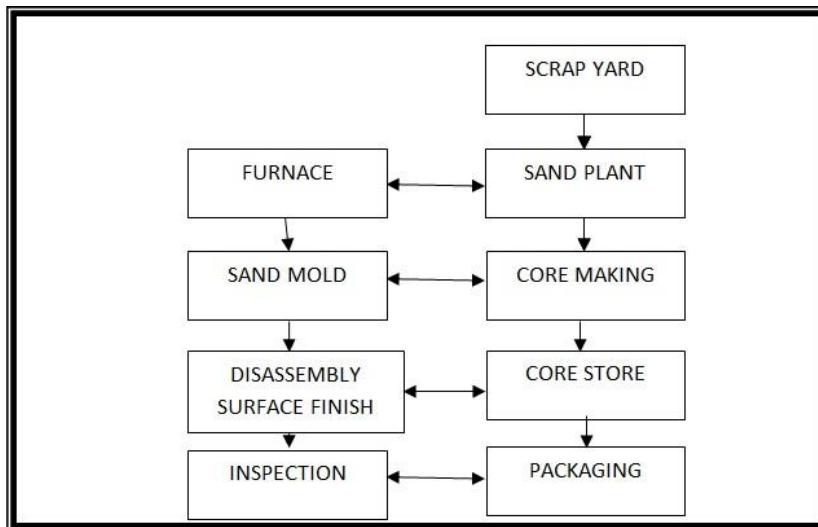 SCRAP YARD
FURNACE
SAND PLANT
SAND MOLD
CORE MAKING
DISASSEMBLY
SURFACE FINISH
CORE STORE
INSPECTION
PACKAGING